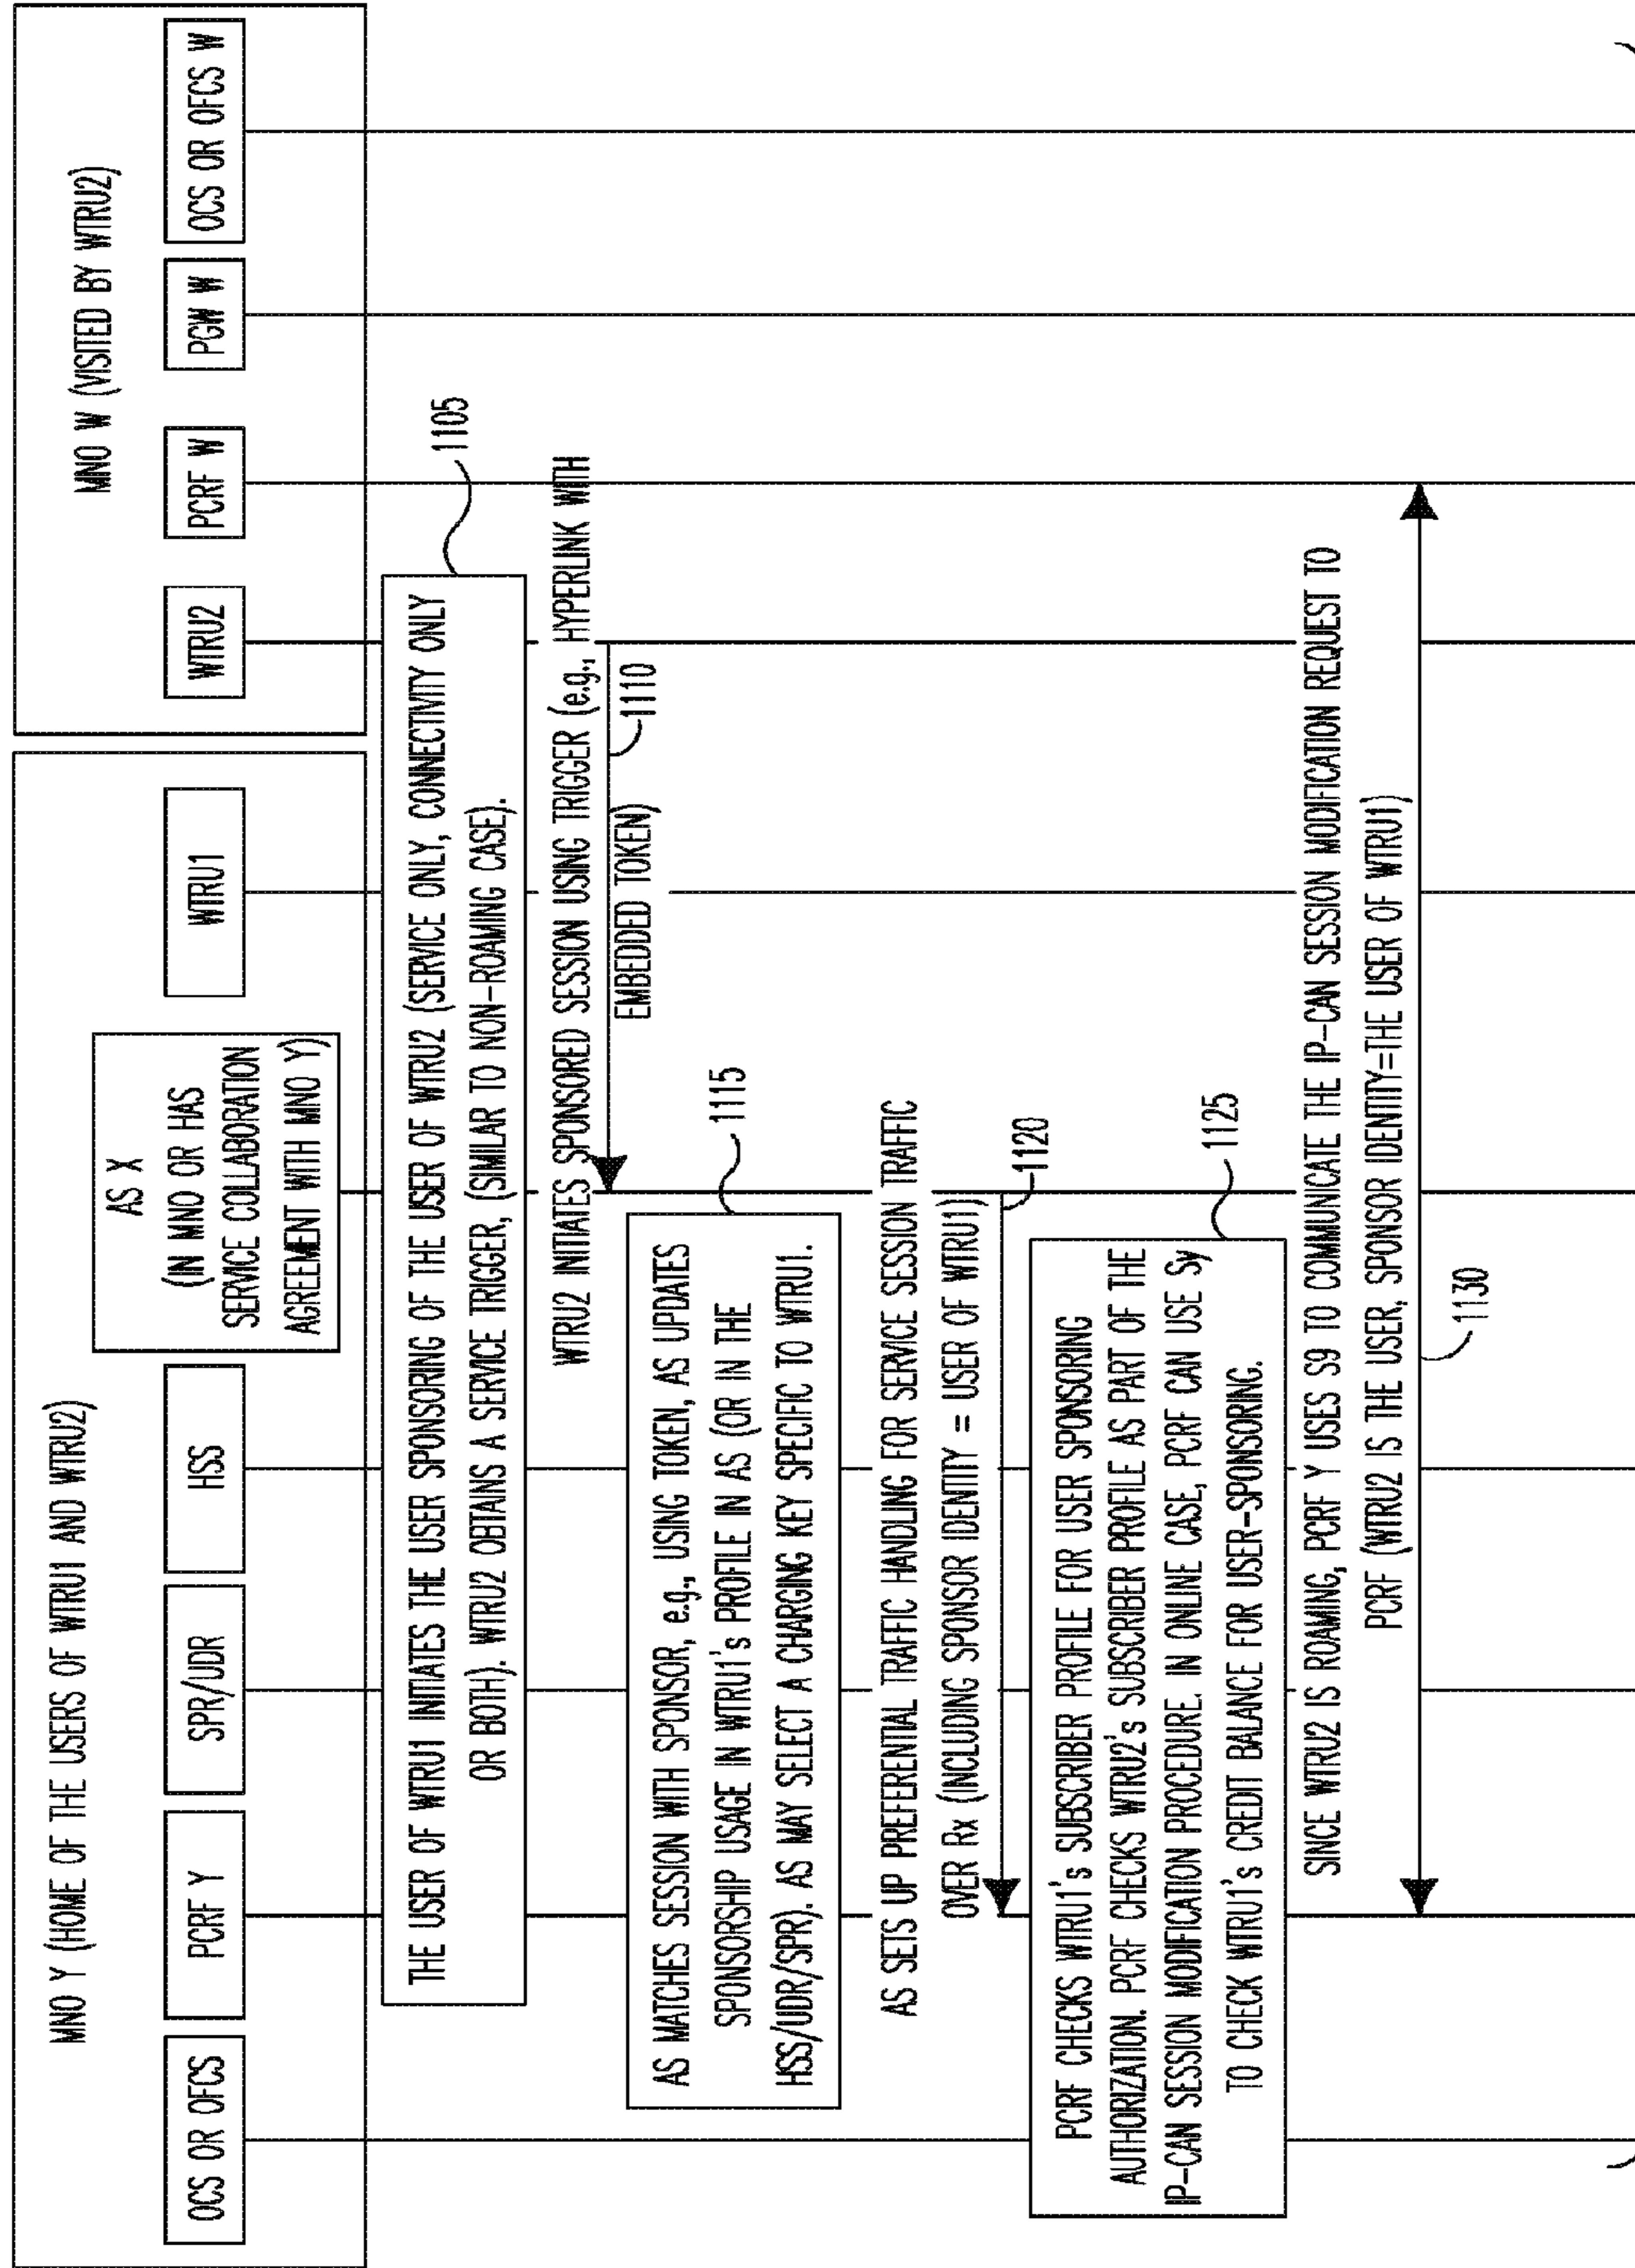 MNO Y (HOME OF THE USERS OF WTRU1 AND WTRU2)
MNO W (VISITED BY WTRU2)
OCS OR OFCS
PCRF Y
SPR/UDR
HSS
AS X
(IN MNO OR HAS
SERVICE COLLABORATION
AGREEMENT WITH MNO Y)
WTRU1
WTRU2
PCRF W
PGW W
OCS OR OFCS W
THE USER OF WTRU1 INITIATES THE USER SPONSORING OF THE USER OF WTRU2 (SERVICE ONLY, CONNECTIVITY ONLY
OR BOTH). WTRU2 OBTAINS A SERVICE TRIGGER, (SIMILAR TO NON-ROAMING CASE).
1105
WTRU2 INITIATES SPONSORED SESSION USING TRIGGER (e.g., HYPERLINK WITH
EMBEDDED TOKEN)
1110
AS MATCHES SESSION WITH SPONSOR, e.g., USING TOKEN, AS UPDATES
SPONSORSHIP USAGE IN WTRU1's PROFILE IN AS (OR IN THE
HSS/UDR/SPR). AS MAY SELECT A CHARGING KEY SPECIFIC TO WTRU1.
1115
AS SETS UP PREFERENTIAL TRAFFIC HANDLING FOR SERVICE SESSION TRAFFIC
OVER Rx (INCLUDING SPONSOR IDENTITY = USER OF WTRU1)
1120
PCRF CHECKS WTRU1's SUBSCRIBER PROFILE FOR USER SPONSORING
AUTHORIZATION. PCRF CHECKS WTRU2's SUBSCRIBER PROFILE AS PART OF THE
IP-CAN SESSION MODIFICATION PROCEDURE. IN ONLINE CASE, PCRF CAN USE Sy
TO CHECK WTRU1's CREDIT BALANCE FOR USER-SPONSORING.
1125
SINCE WTRU2 IS ROAMING, PCRF Y USES S9 TO COMMUNICATE THE IP-CAN SESSION MODIFICATION REQUEST TO
PCRF (WTRU2 IS THE USER, SPONSOR IDENTITY=THE USER OF WTRU1)
1130